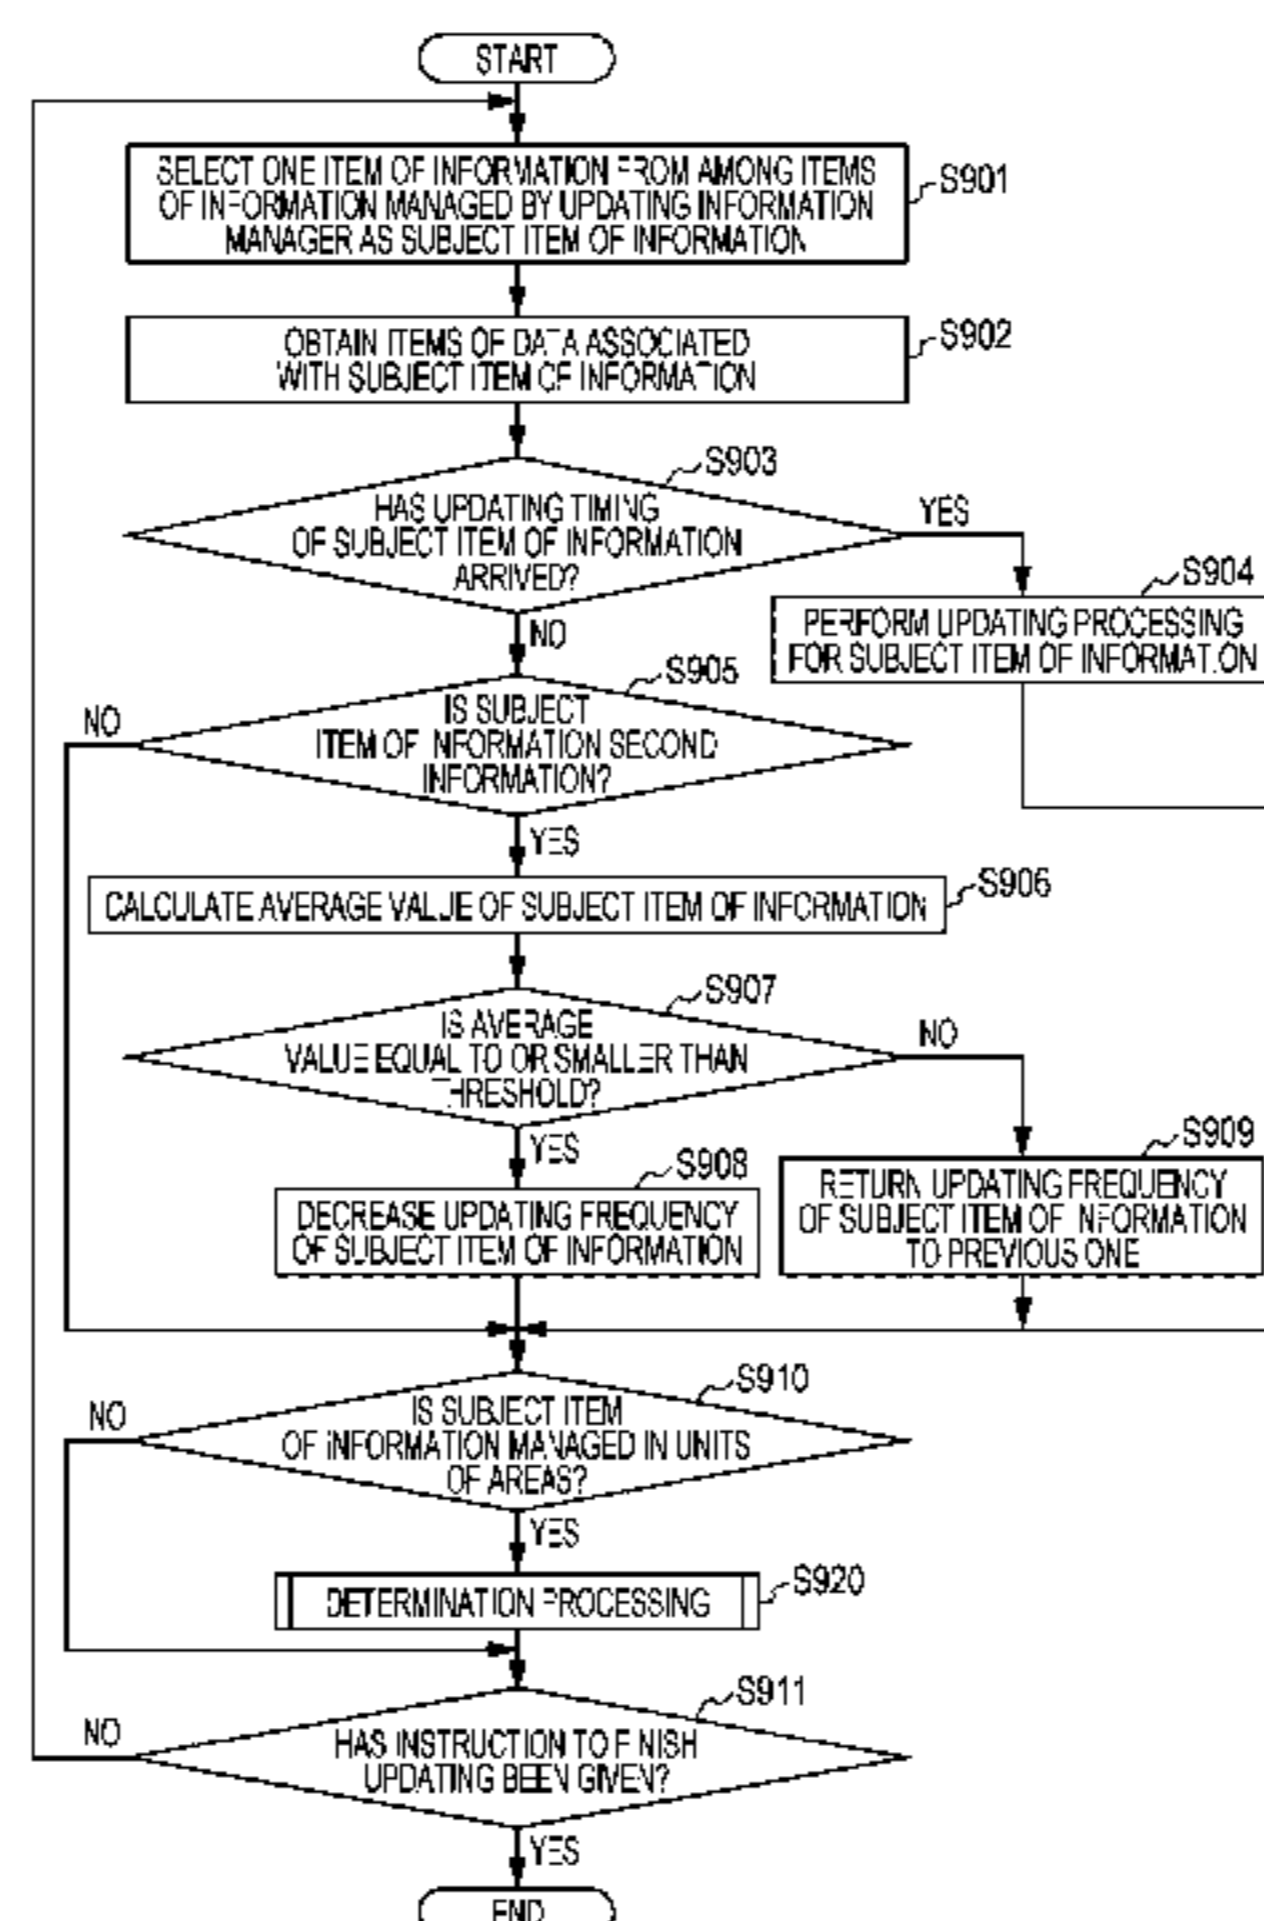 START
SELECT ONE ITEM OF INFORMATION FROM AMONG ITEMS
OF INFORMATION MANAGED BY UPDATING INFORMATION
MANAGER AS SUBJECT ITEM OF INFORMATION
S901
OBTAIN ITEMS OF DATA ASSOCIATED
WITH SUBJECT ITEM OF INFORMATION
S902
S903
HAS UPDATING TIMING
OF SUBJECT ITEM OF INFORMATION
ARRIVED?
YES
NO
S904
PERFORM UPDATING PROCESSING
FOR SUBJECT ITEM OF INFORMATION
S905
IS SUBJECT
ITEM OF INFORMATION SECOND
INFORMATION?
NO
YES
CALCULATE AVERAGE VALUE OF SUBJECT ITEM OF INFORMATION
S906
S907
IS AVERAGE
VALUE EQUAL TO OR SMALLER THAN
THRESHOLD?
NO
YES
S908
DECREASE UPDATING FREQUENCY
OF SUBJECT ITEM OF INFORMATION
S909
RETURN UPDATING FREQUENCY
OF SUBJECT ITEM OF INFORMATION
TO PREVIOUS ONE
S910
IS SUBJECT ITEM
OF INFORMATION MANAGED IN UNITS
OF AREAS?
NO
YES
DETERMINATION PROCESSING
S920
S911
HAS INSTRUCTION TO FINISH
UPDATING BEEN GIVEN?
NO
YES
END